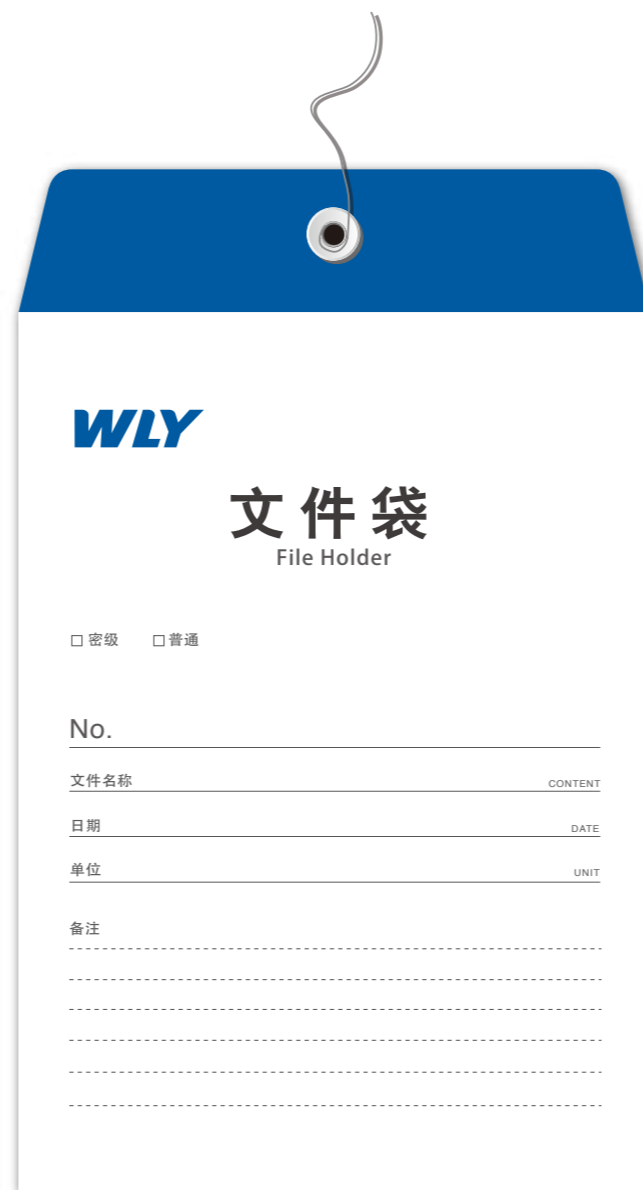 WLY
文件袋
File Holder
□ 密级 □ 普通
No.
文件名称 CONTENT
日期 DATE
单位 UNIT
备注